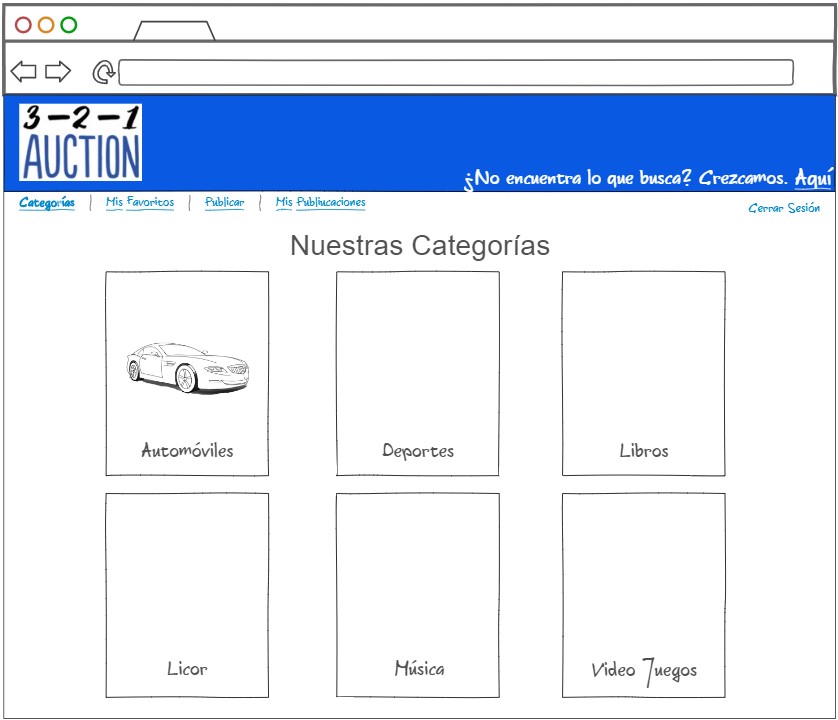 3-2-1
AUCTION
¿No encuentra lo que busca? Crezcamos. Aquí
Categorías | Mis Favoritos | Publicar | Mis Publiucaciones
Cerrar Sesión
Nuestras Categorías
Automóviles
Deportes
Libros
Licor
Música
Video Juegos